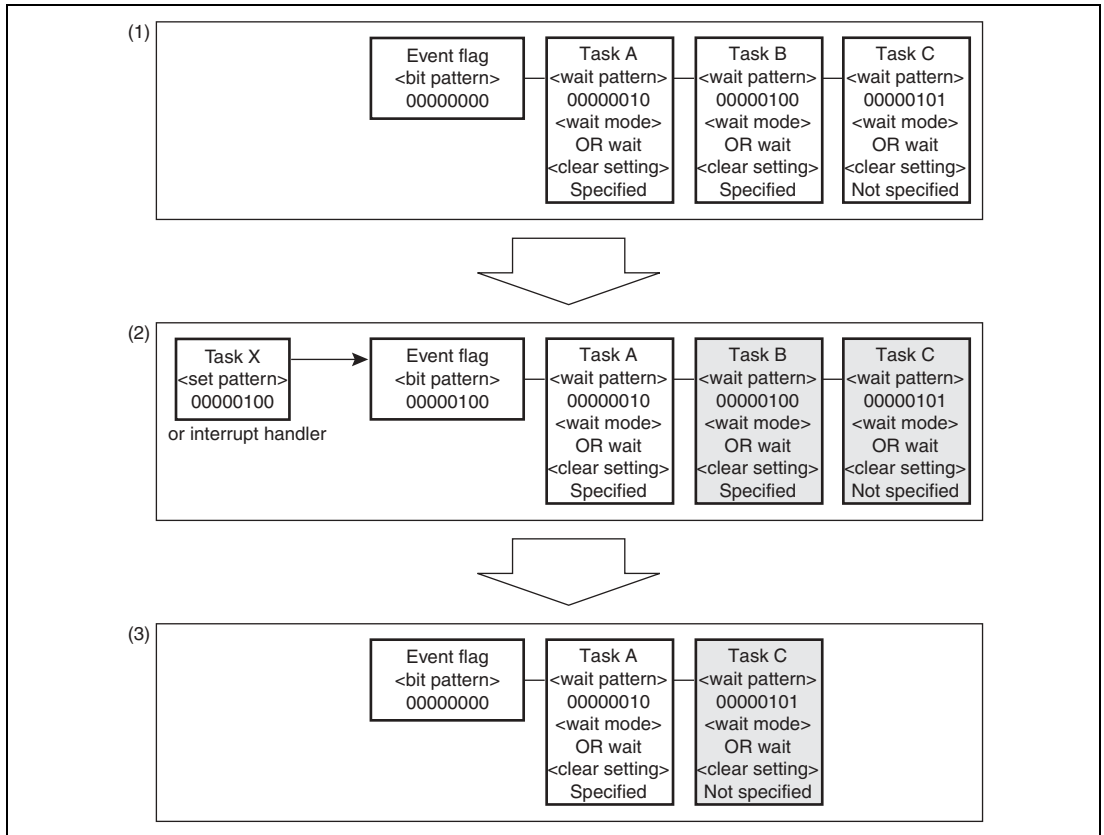 (1)
Event flag
<bit pattern>
00000000
Task A
<wait pattern>
00000010
<wait mode>
OR wait
<clear setting>
Specified
Task B
<wait pattern>
00000100
<wait mode>
OR wait
<clear setting>
Specified
Task C
<wait pattern>
00000101
<wait mode>
OR wait
<clear setting>
Not specified
(2)
Task X
<set pattern>
00000100
or interrupt handler
Event flag
<bit pattern>
00000100
Task A
<wait pattern>
00000010
<wait mode>
OR wait
<clear setting>
Specified
Task B
<wait pattern>
00000100
<wait mode>
OR wait
<clear setting>
Specified
Task C
<wait pattern>
00000101
<wait mode>
OR wait
<clear setting>
Not specified
(3)
Event flag
<bit pattern>
00000000
Task A
<wait pattern>
00000010
<wait mode>
OR wait
<clear setting>
Specified
Task C
<wait pattern>
00000101
<wait mode>
OR wait
<clear setting>
Not specified